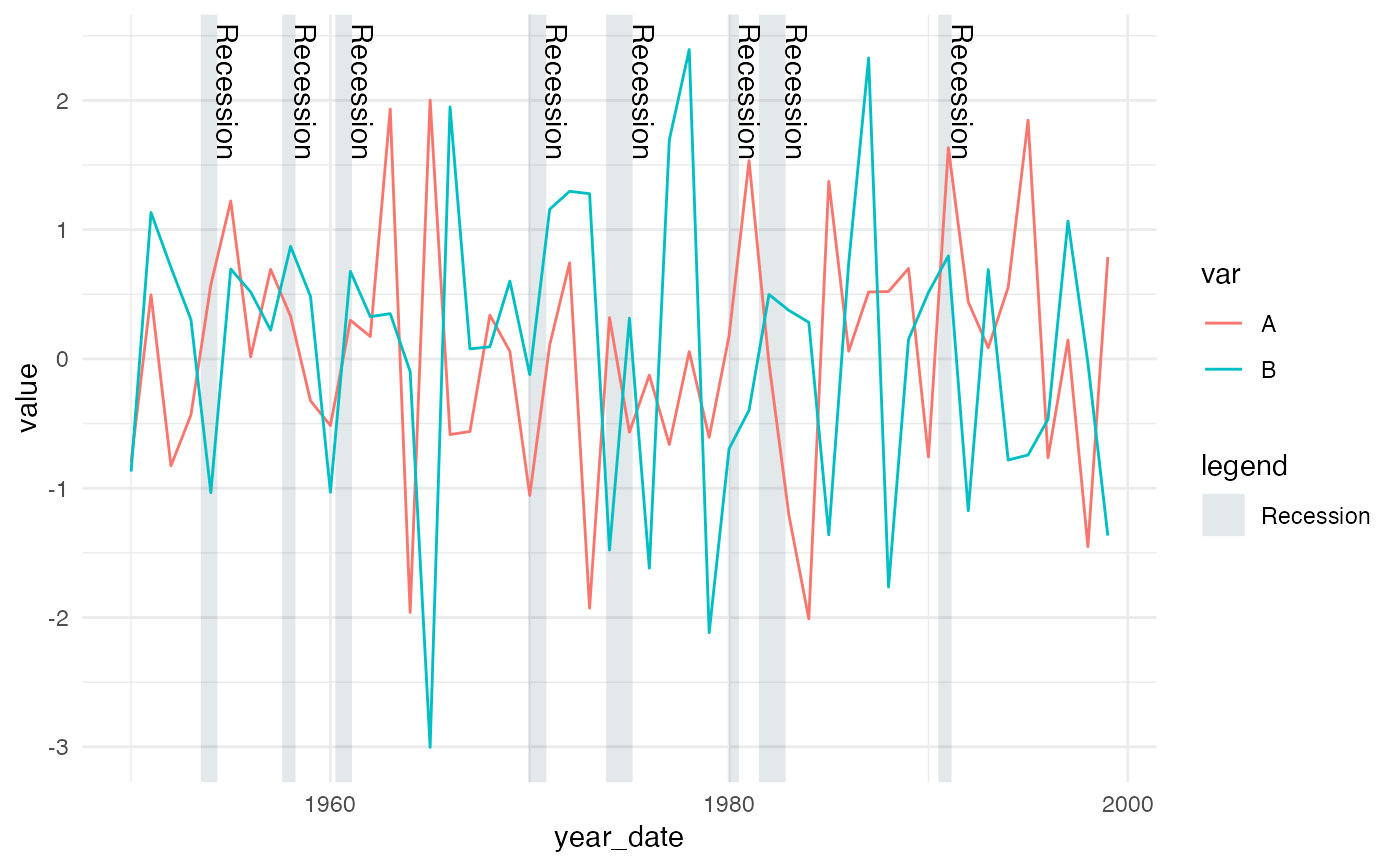 Recession
Recession
Recession
Recession
Recession
Recession
Recession
Recession
2
1
0
-1
-2
-3
value
1960
1980
2000
year_date
var
A
B
legend
Recession